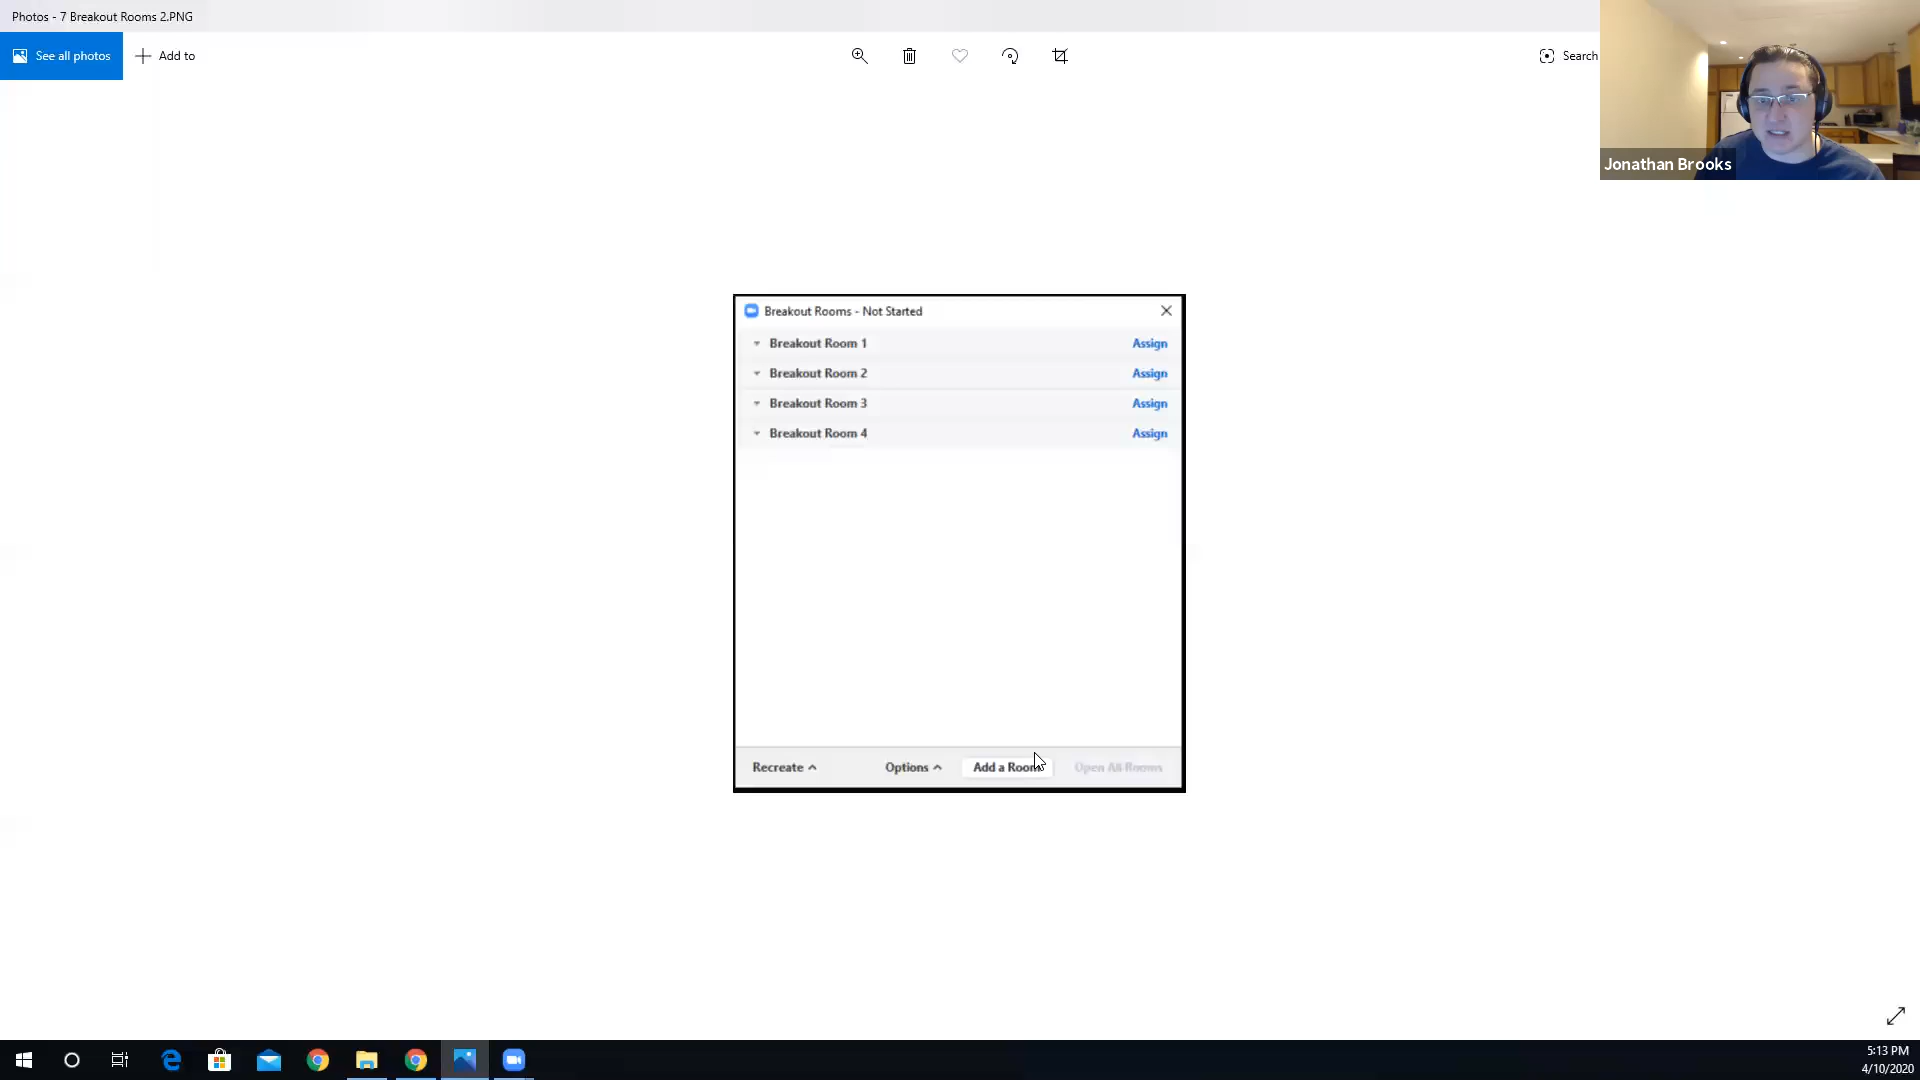 Photos - 7 Breakout Rooms 2.PNG
See all photos
Add to
Search
Jonathan Brooks
Breakout Rooms - Not Started
Breakout Room 1 Assign
Breakout Room 2 Assign
Breakout Room 3 Assign
Breakout Room 4 Assign
Recreate Options Add a Room Open All Rooms
5:13 PM
4/10/2020